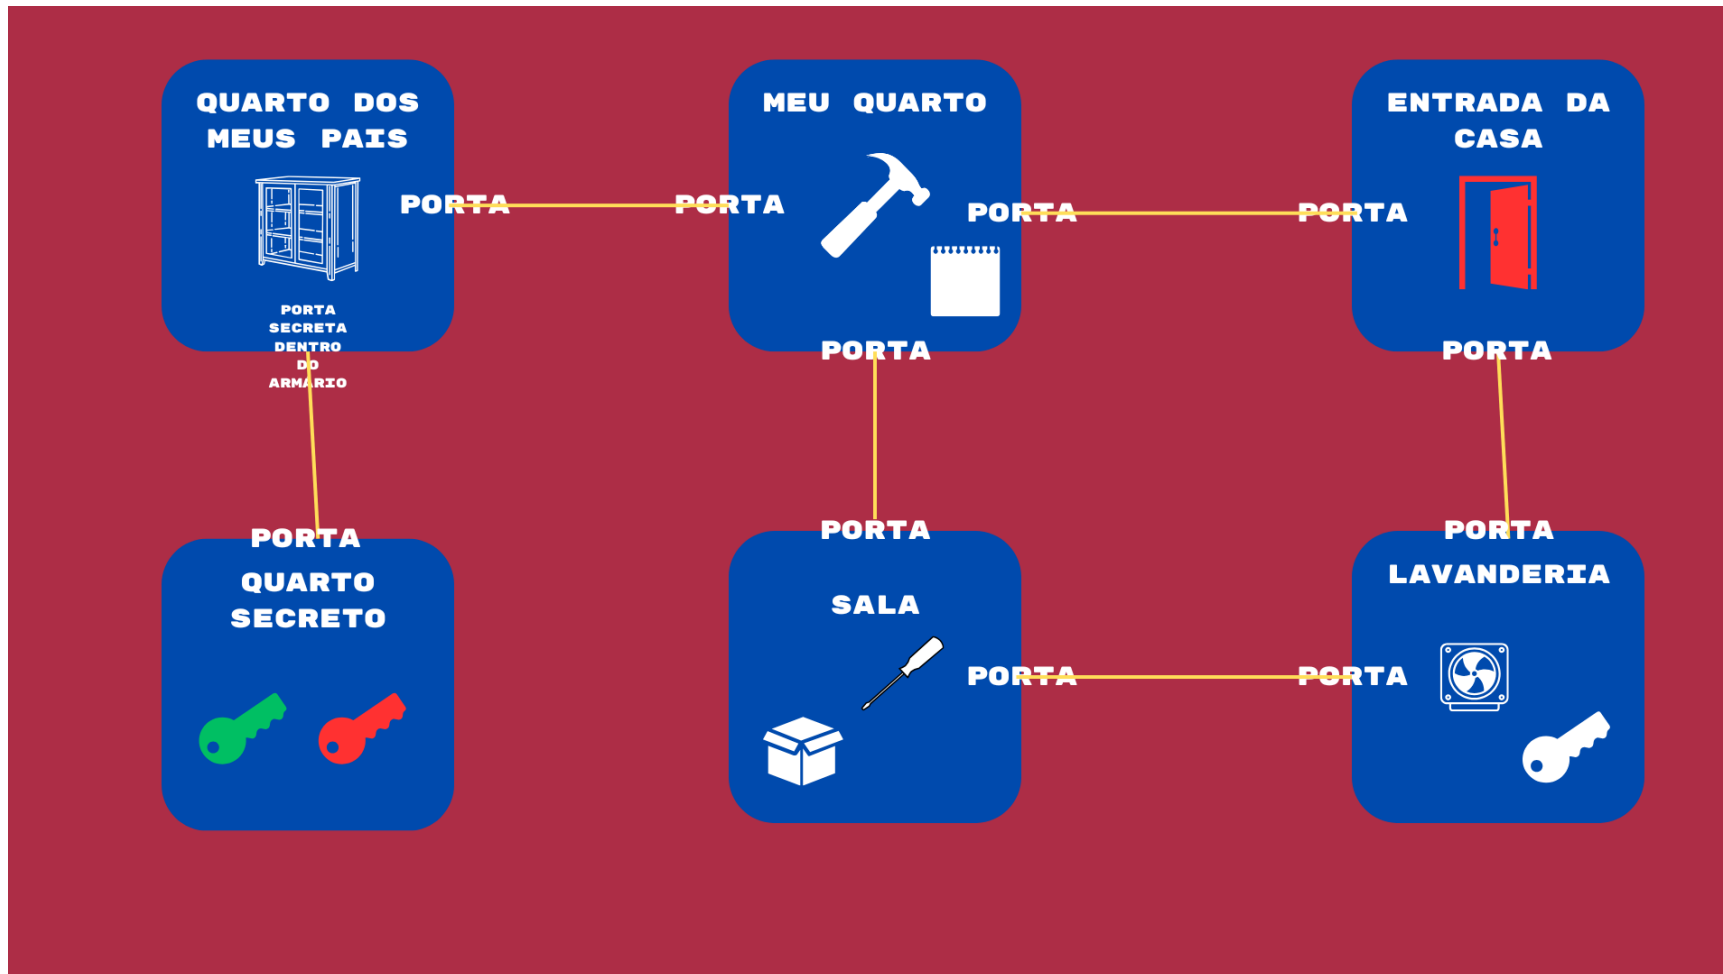 QUARTO DOS
MEUS PAIS
PORTA
PORTA
SECRETA
DENTRO
DO
ARMÁRIO
MEU QUARTO
PORTA
PORTA
PORTA
ENTRADA DA
CASA
PORTA
PORTA
PORTA
QUARTO
SECRETO
PORTA
SALA
PORTA
PORTA
LAVANDERIA
PORTA